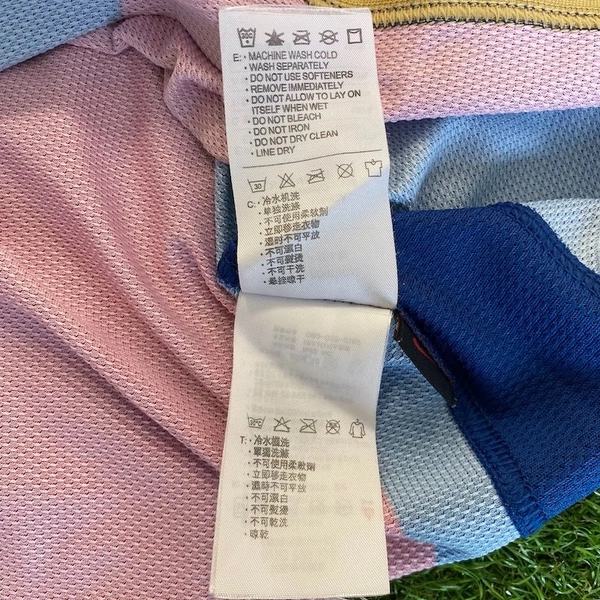 E: • MACHINE WASH COLD
• WASH SEPARATELY
• DO NOT USE SOFTENERS
• REMOVE IMMEDIATELY
• DO NOT ALLOW TO LAY ON
ITSELF WHEN WET
• DO NOT BLEACH
• DO NOT IRON
• DO NOT DRY CLEAN
• LINE DRY
30
C: • 冷水机洗
• 单独洗涤
• 不可使用柔软剂
• 立即移走衣物
• 湿时不可平放
• 不可漂白
• 不可熨烫
• 不可干洗
• 悬挂晾干
T: • 冷水機洗
• 單獨洗滌
• 不可使用柔軟劑
• 立即移走衣物
• 濕時不可平放
• 不可漂白
• 不可熨燙
• 不可乾洗
• 晾乾